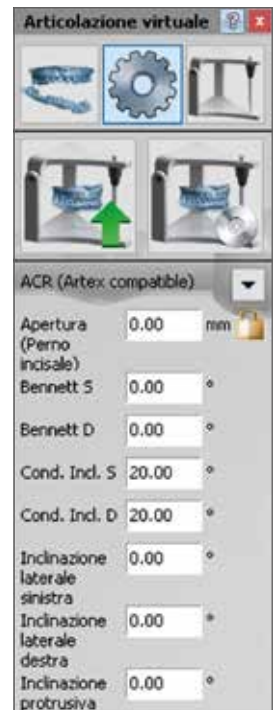 Articolazione virtuale ? x
ACR (Artex compatible)
Apertura 0.00 mm
(Perno
incisale)
Bennett S 0.00 °
Bennett D 0.00 °
Cond. Incl. S 20.00 °
Cond. Incl. D 20.00 °
Inclinazione 0.00 °
laterale
sinistra
Inclinazione 0.00 °
laterale
destra
Inclinazione 0.00 °
protrusiva